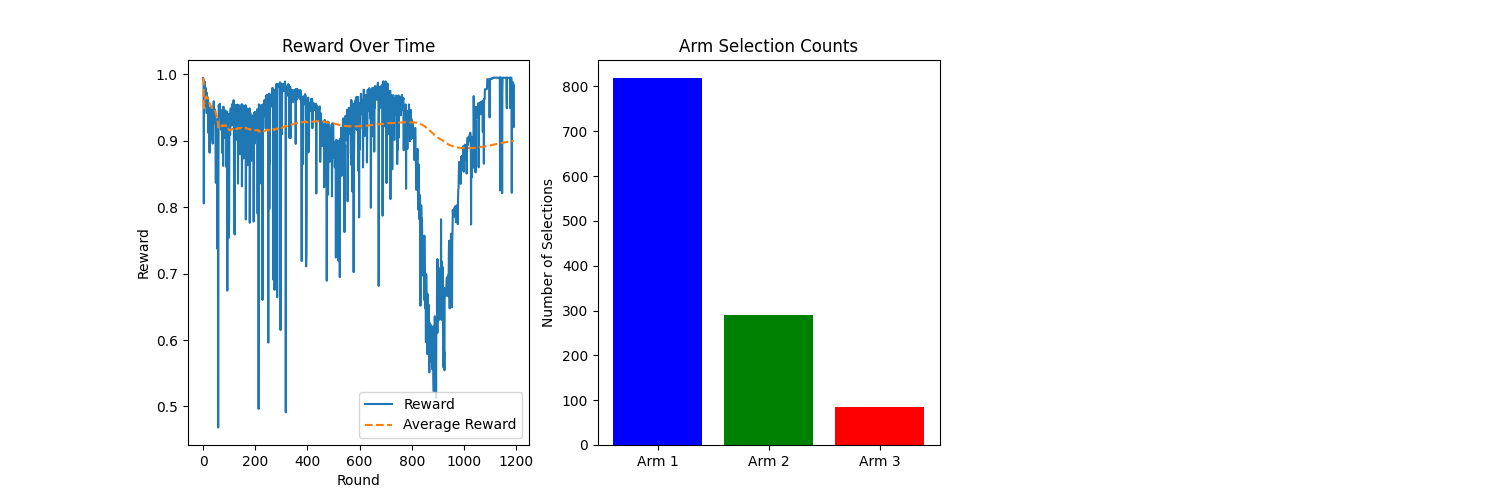 Reward Over Time
Reward
1.0
0.9
0.8
0.7
0.6
0.5
0 200 400 600 800 1000 1200
Round
Reward
Average Reward
Arm Selection Counts
Number of Selections
800
700
600
500
400
300
200
100
0
Arm 1 Arm 2 Arm 3